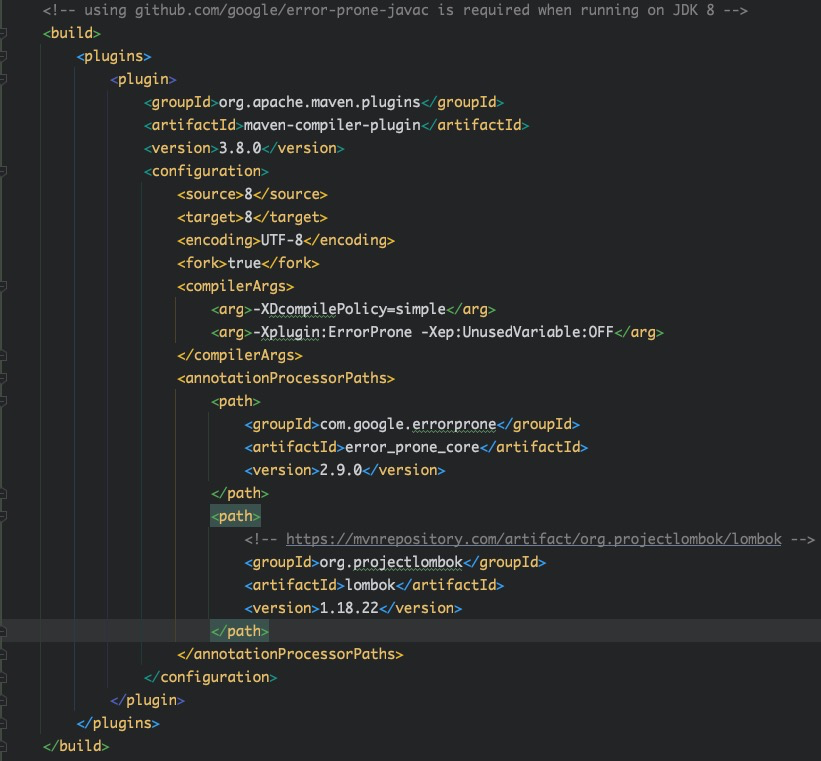 <!-- using github.com/google/error-prone-javac is required when running on JDK 8 -->
<build>
<plugins>
<plugin>
<groupId>org.apache.maven.plugins</groupId>
<artifactId>maven-compiler-plugin</artifactId>
<version>3.8.0</version>
<configuration>
<source>8</source>
<target>8</target>
<encoding>UTF-8</encoding>
<fork>true</fork>
<compilerArgs>
<arg>-XDcompilePolicy=simple</arg>
<arg>-Xplugin:ErrorProne -Xep:UnusedVariable:OFF</arg>
</compilerArgs>
<annotationProcessorPaths>
<path>
<groupId>com.google.errorprone</groupId>
<artifactId>error_prone_core</artifactId>
<version>2.9.0</version>
</path>
<path>
<!-- https://mvnrepository.com/artifact/org.projectlombok/lombok -->
<groupId>org.projectlombok</groupId>
<artifactId>lombok</artifactId>
<version>1.18.22</version>
</path>
</annotationProcessorPaths>
</configuration>
</plugin>
</plugins>
</build>